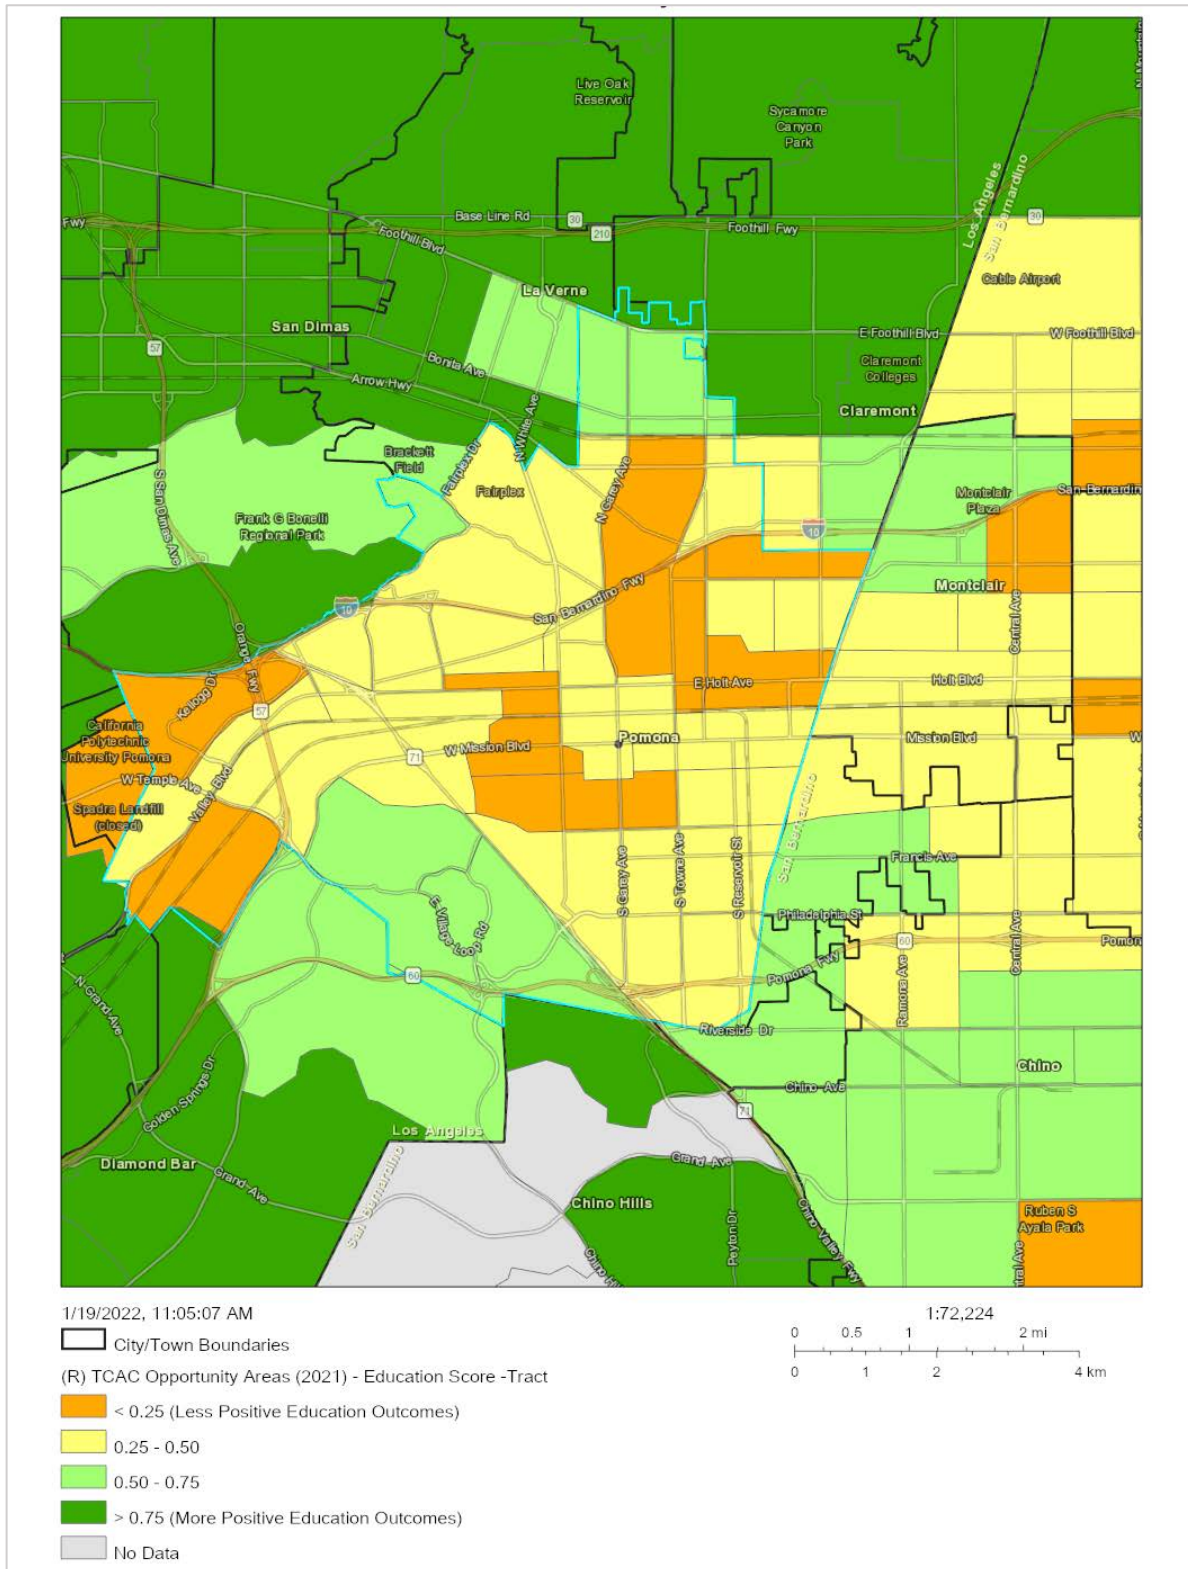 Live Oak
Reservoir
Sycamore
Canyon
Park
Los Angeles
San Bernardino
Fwy
Base Line Rd
30
210
Foothill Fwy
30
Foothill Blvd
La Verne
Cable Airport
San Dimas
57
E Foothill Blvd
W Foothill Blvd
Bonita Ave
Claremont
Colleges
Arrow Hwy
N White Ave
Claremont
Brackett
Field
Fairplex Dr
Fairplex
N Garey Ave
S San Dimas Ave
Frank G Bonelli
Regional Park
Montclair
Plaza
San Bernardin
10
San Bernardino Fwy
Montclair
10
Central Ave
Orange Fwy
Kellogg Dr
E Holt Ave
Holt Blvd
57
California
Polytechnic
University Pomona
W Mission Blvd
Pomona
Mission Blvd
W
71
W Temple Ave
Valley Blvd
Spadra Landfill
(closed)
San Bernardino
Francis Ave
S Garey Ave
S Towne Ave
S Reservoir St
E Village Loop Rd
Philadelphia St
Central Ave
60
Pomon
60
Pomona Fwy
Ramona Ave
N Grand Ave
Riverside Dr
Golden Springs Dr
Chino
Chino Ave
71
Los Angeles
San Bernardino
Diamond Bar
Grand Ave
Grand Ave
Chino Hills
Peyton Dr
Chino Valley Fwy
Ruben S
Ayala Park
Chino Hi
tral Ave
1/19/2022, 11:05:07 AM
1:72,224
0 0.5 1 2 mi
0 1 2 4 km
City/Town Boundaries
(R) TCAC Opportunity Areas (2021) - Education Score -Tract
< 0.25 (Less Positive Education Outcomes)
0.25 - 0.50
0.50 - 0.75
> 0.75 (More Positive Education Outcomes)
No Data